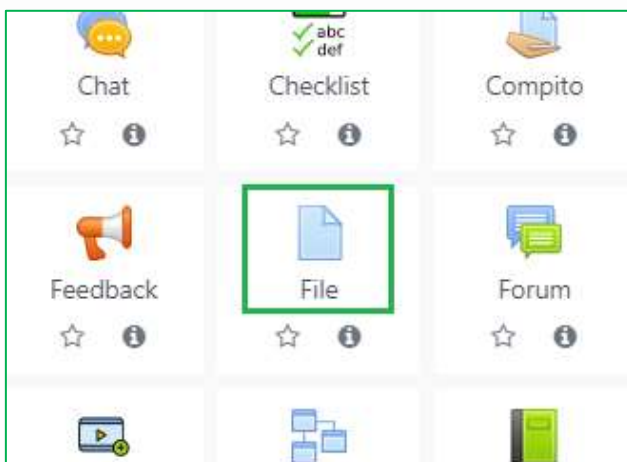 abc
def
Chat
Checklist
Compito
Feedback
File
Forum